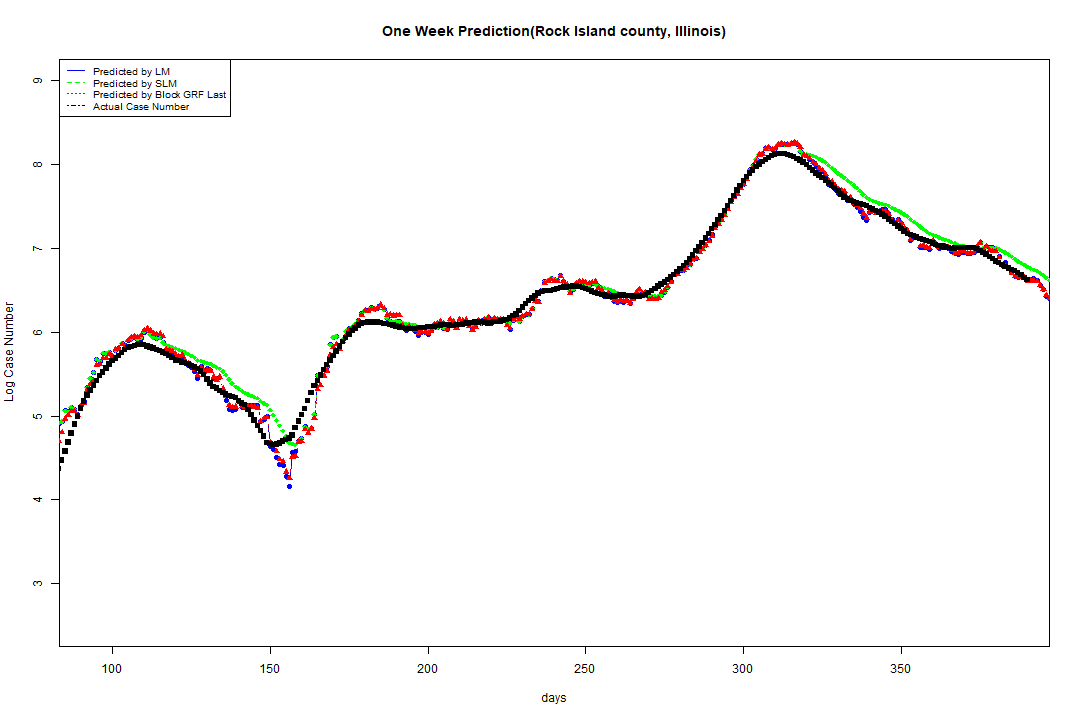 One Week Prediction(Rock Island county, Illinois)
Predicted by LM
Predicted by SLM
Predicted by Block GRF Last
Actual Case Number
9
8
7
6
5
4
3
Log Case Number
100 150 200 250 300 350
days